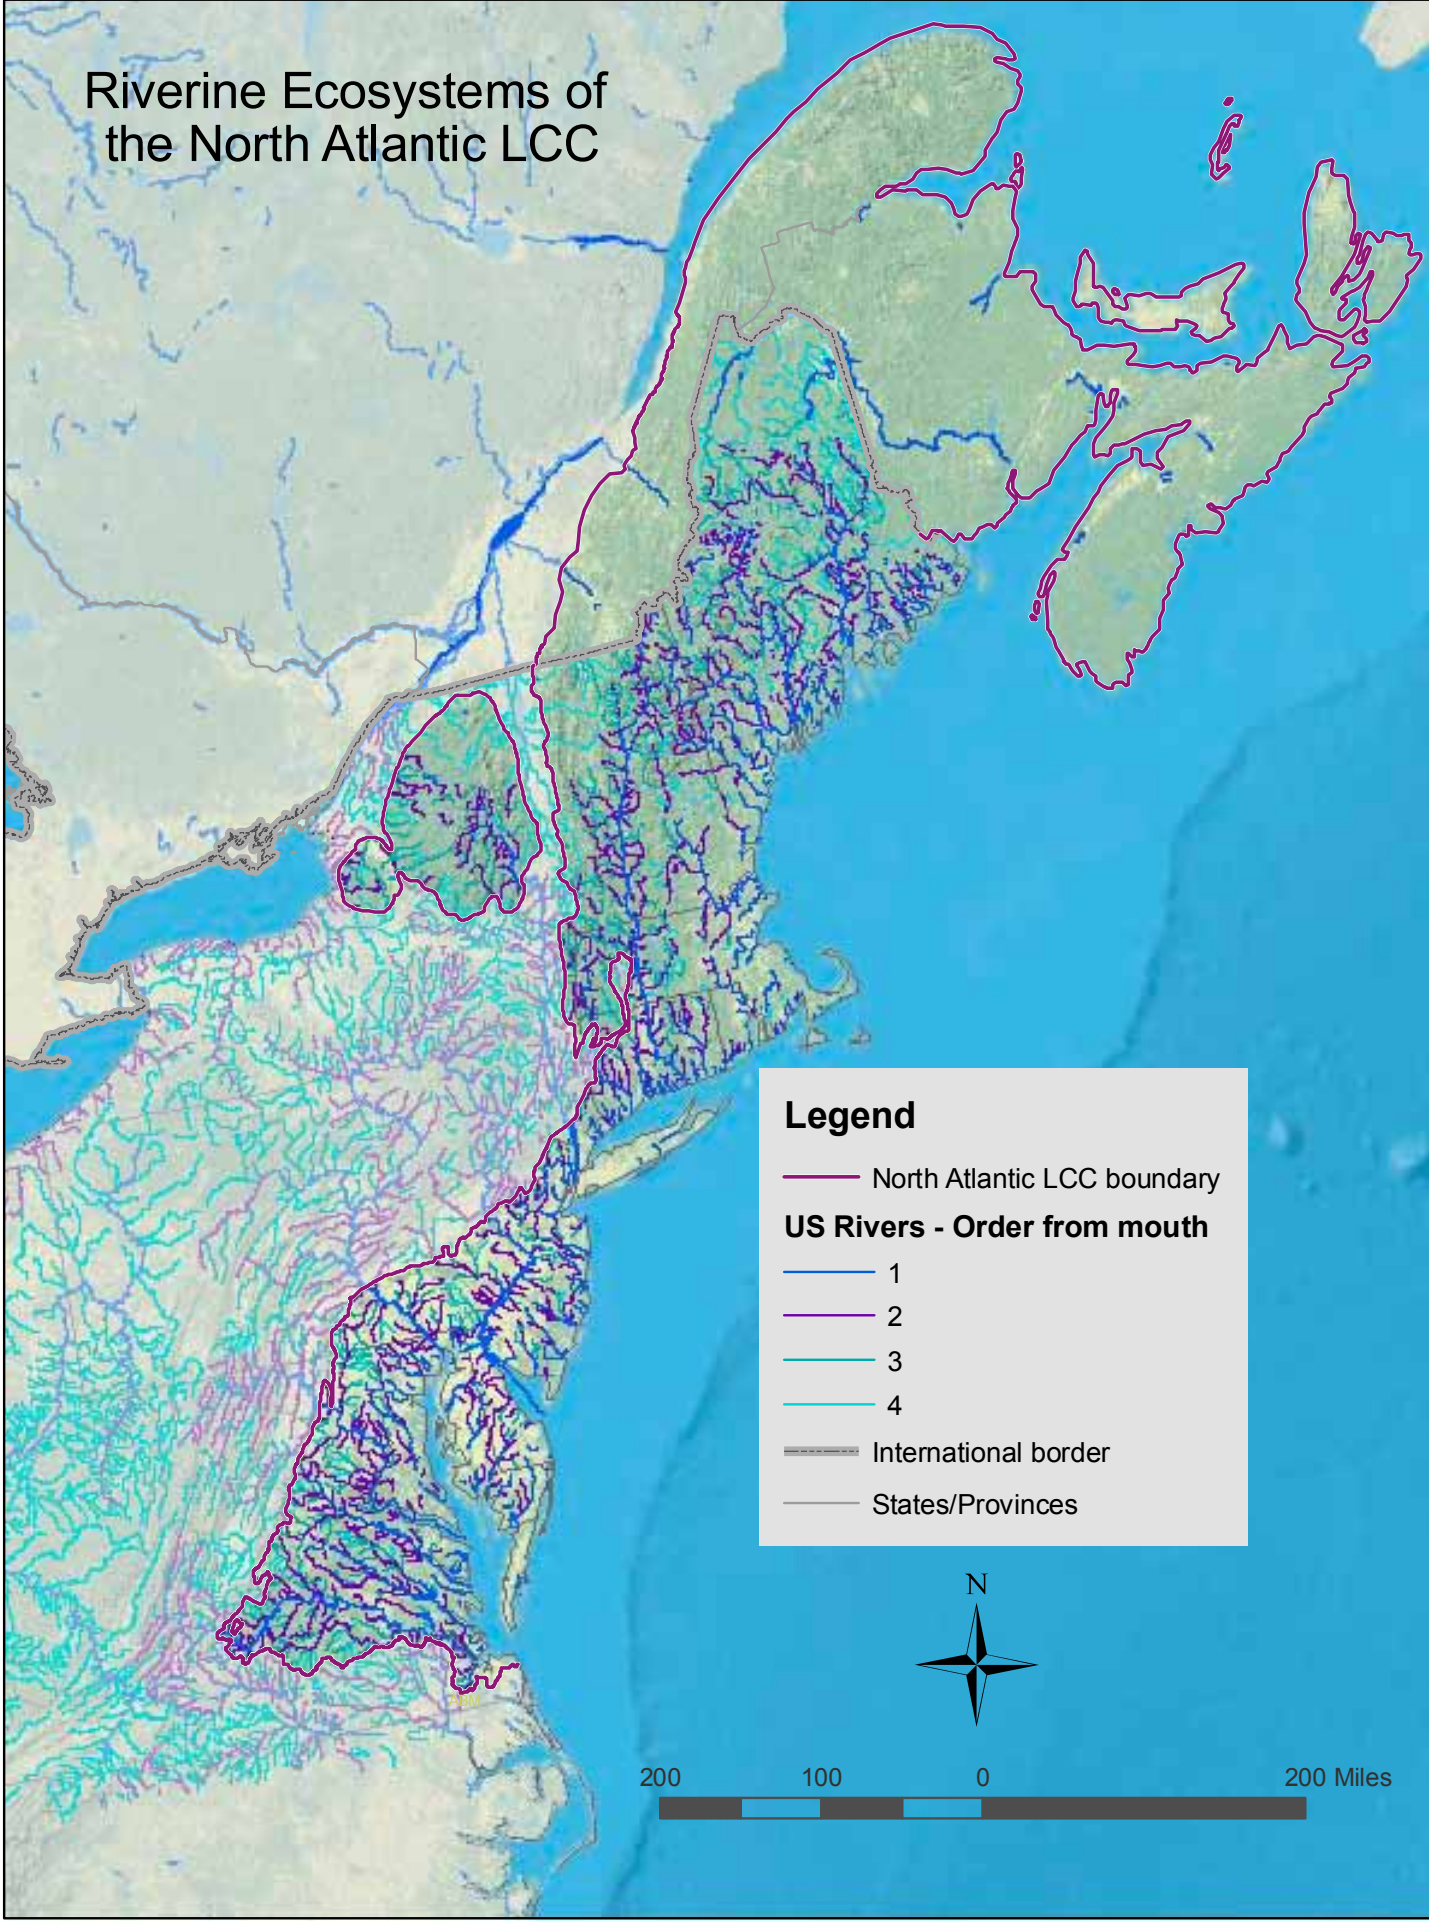 Riverine Ecosystems of
the North Atlantic LCC
Legend
North Atlantic LCC boundary
US Rivers - Order from mouth
1
2
3
4
International border
States/Provinces
N
200 100 0 200 Miles